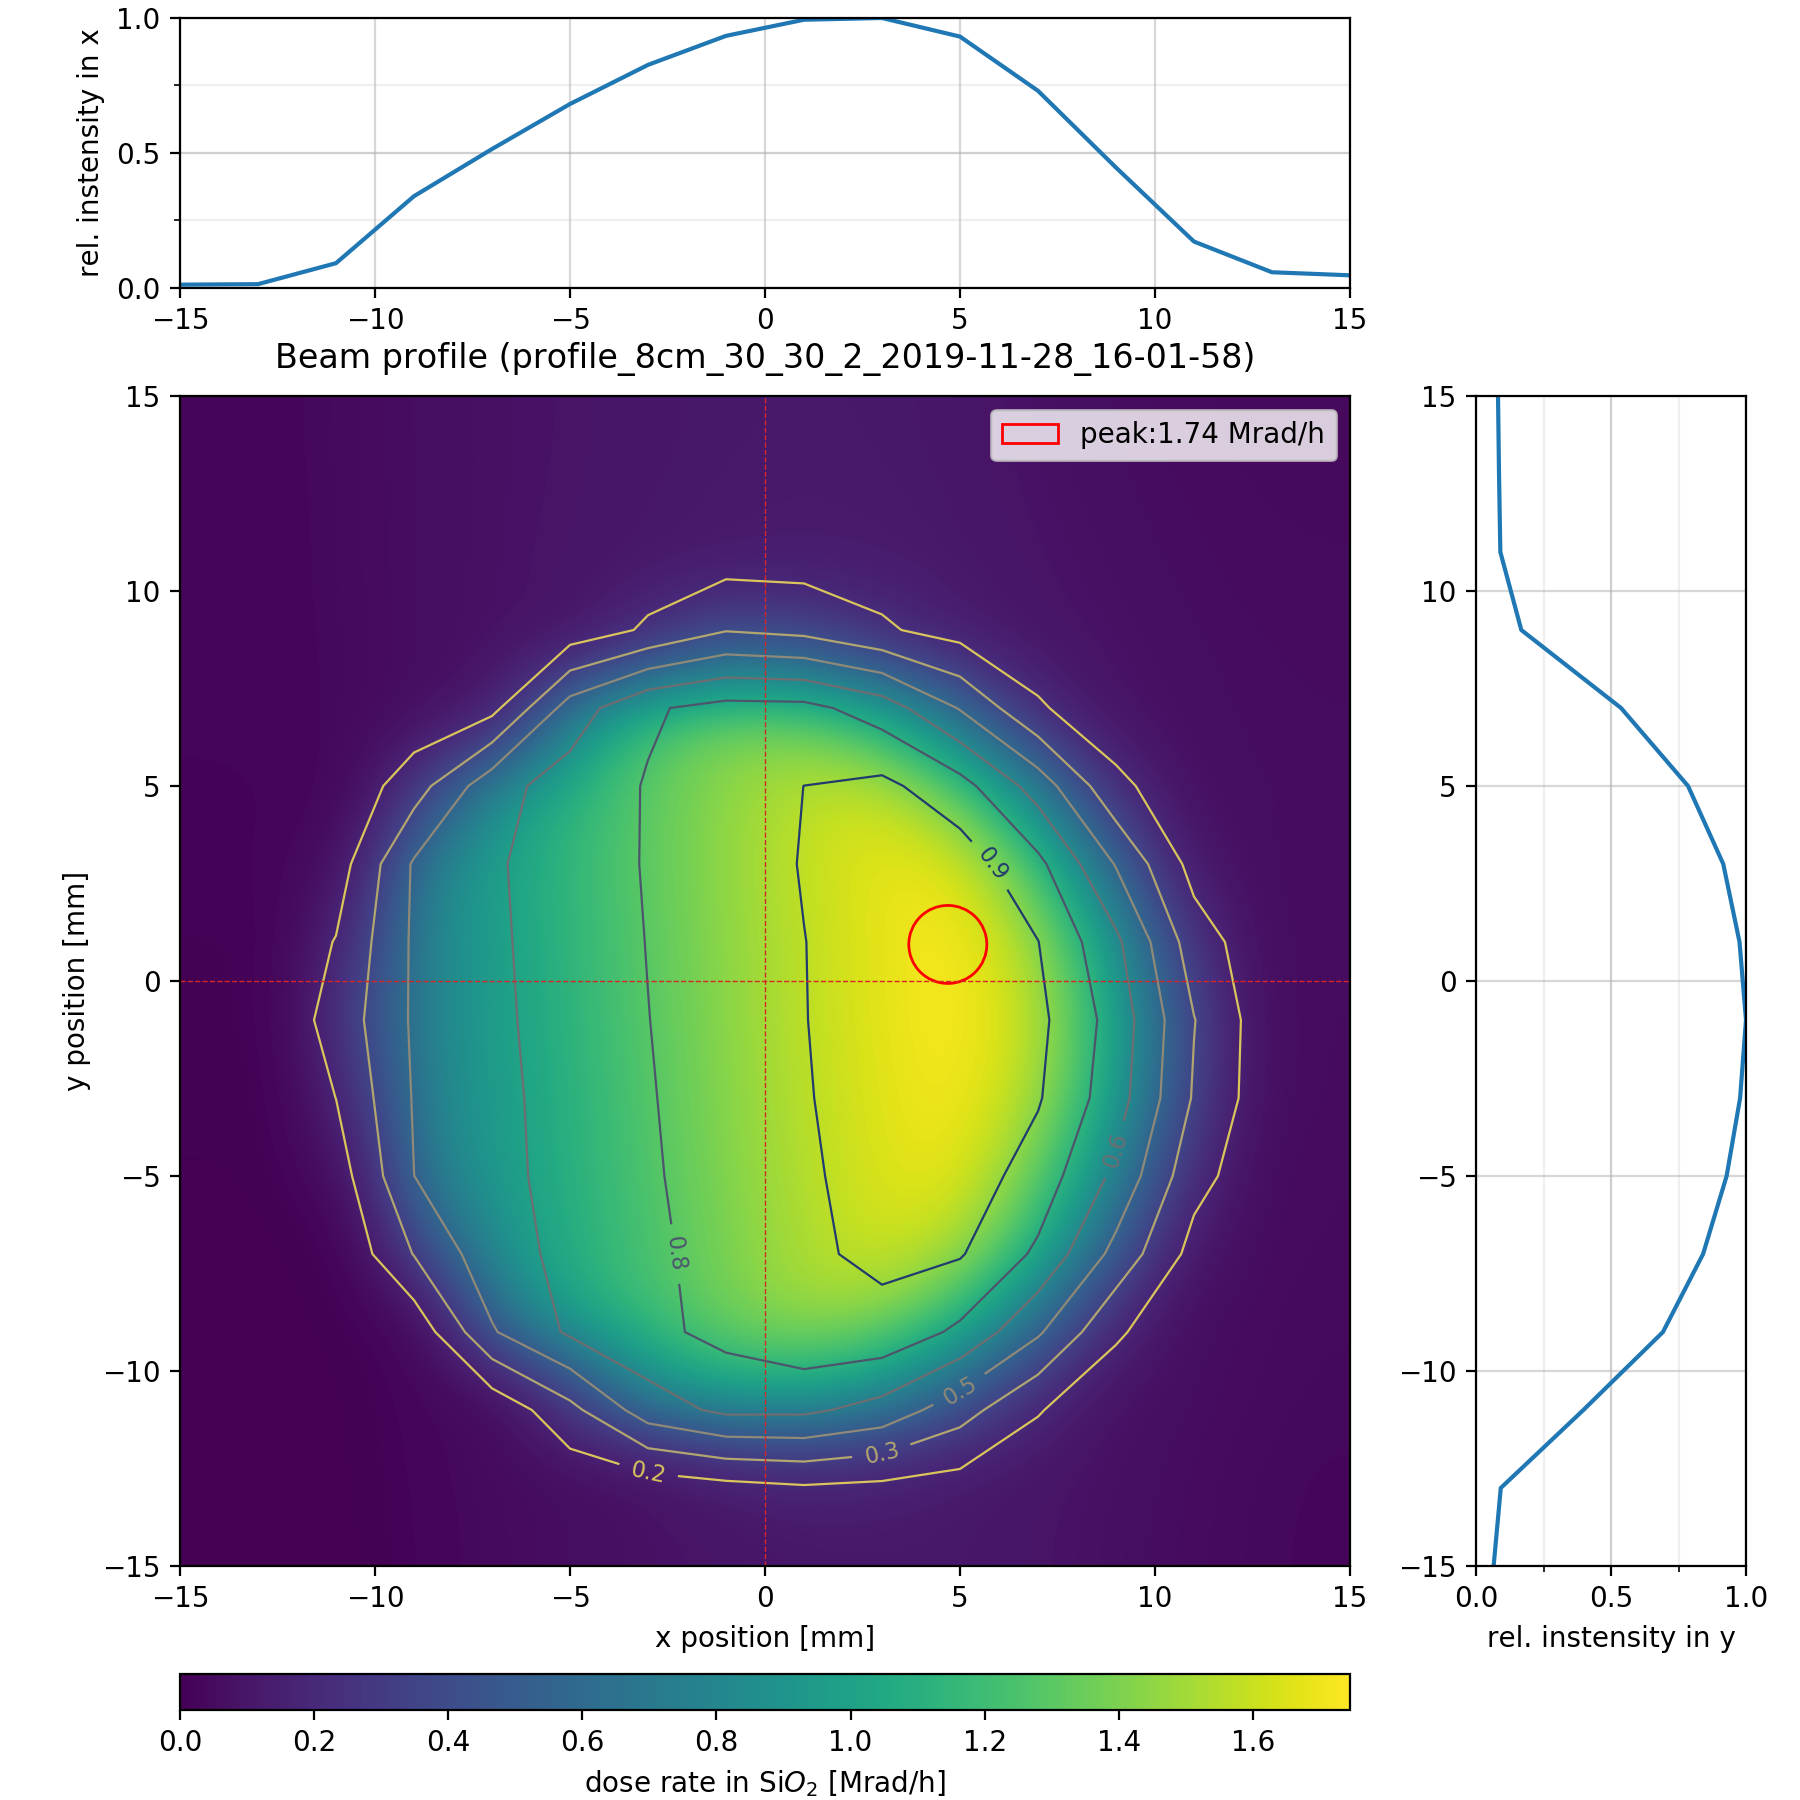 rel. instensity in x
1.0
0.5
0.0
−15 −10 −5 0 5 10 15
Beam profile (profile_8cm_30_30_2_2019-11-28_16-01-58)
peak:1.74 Mrad/h
y position [mm]
15
10
5
0
−5
−10
−15
0.9
0.6
0.8
0.5
0.3
0.2
−15 −10 −5 0 5 10 15
x position [mm]
15
10
5
0
−5
−10
−15
0.0 0.5 1.0
rel. instensity in y
0.0 0.2 0.4 0.6 0.8 1.0 1.2 1.4 1.6
dose rate in SiO₂ [Mrad/h]